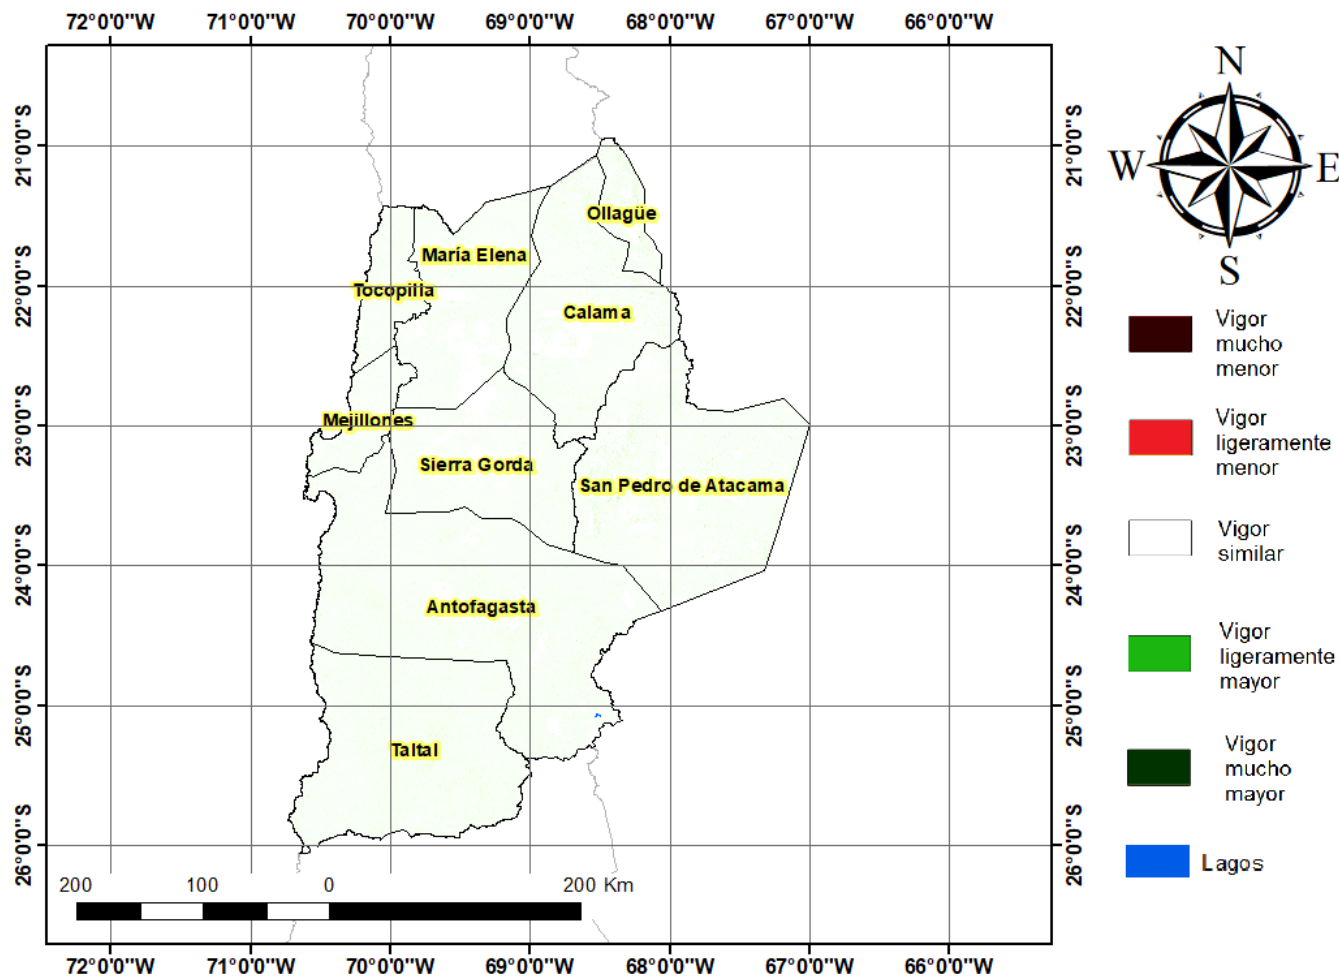 72°0'0"W 71°0'0"W 70°0'0"W 69°0'0"W 68°0'0"W 67°0'0"W 66°0'0"W
21°0'0"S
22°0'0"S
23°0'0"S
24°0'0"S
25°0'0"S
26°0'0"S
Ollagüe
María Elena
Tocopilla
Calama
Mejillones
Sierra Gorda
San Pedro de Atacama
Antofagasta
Taltal
200 100 0 200 Km
21°0'0"S
22°0'0"S
23°0'0"S
24°0'0"S
25°0'0"S
26°0'0"S
72°0'0"W 71°0'0"W 70°0'0"W 69°0'0"W 68°0'0"W 67°0'0"W 66°0'0"W
N
W E
S
Vigor
mucho
menor
Vigor
ligeramente
menor
Vigor
similar
Vigor
ligeramente
mayor
Vigor
mucho
mayor
Lagos